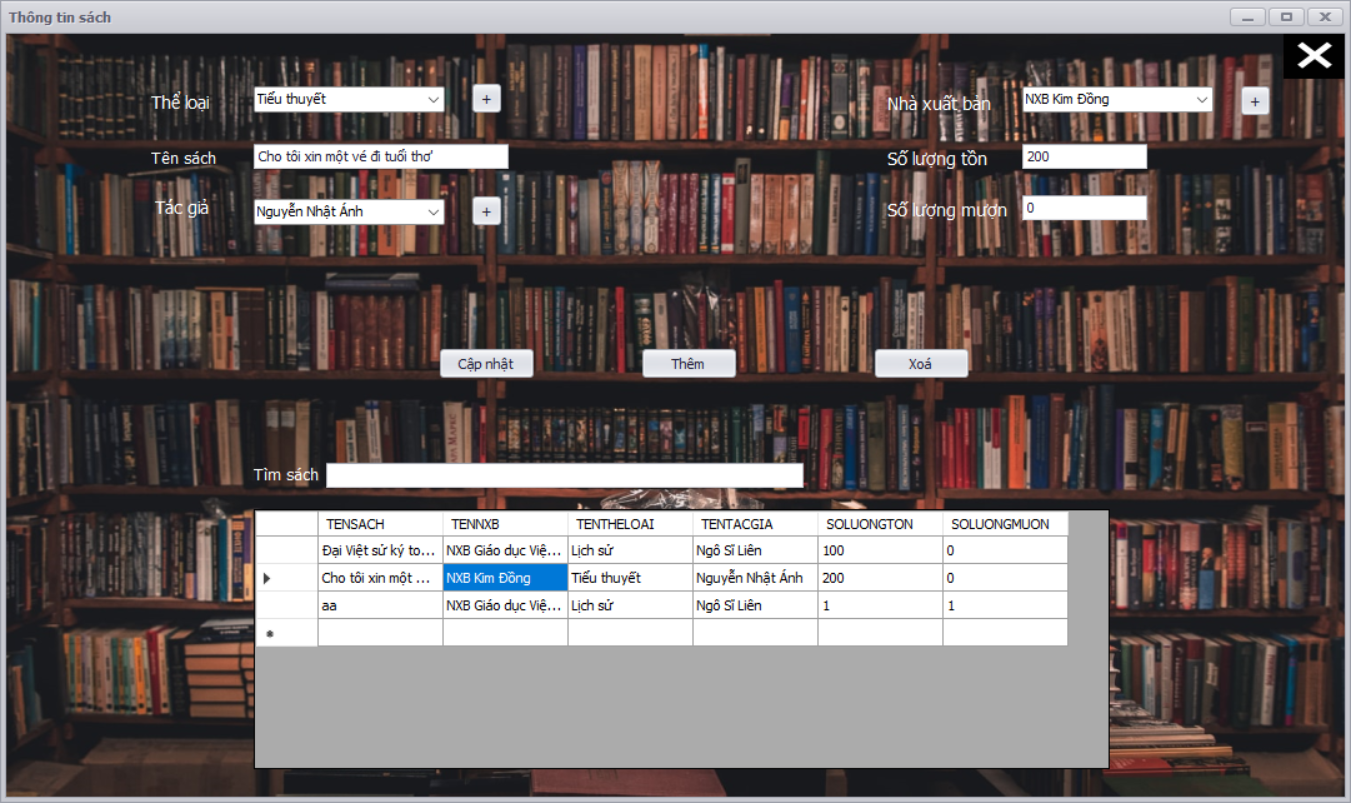 Thông tin sách
Thể loại Tiểu thuyết + Nhà xuất bản NXB Kim Đồng +
Tên sách Cho tôi xin một vé đi tuổi thơ Số lượng tồn 200
Tác giả Nguyễn Nhật Ánh + Số lượng mượn 0
Cập nhật Thêm Xoá
Tìm sách
TENSACH TENNXB TENTHELOAI TENTACGIA SOLUONGTON SOLUONGMUON
Đại Việt sử ký to... NXB Giáo dục Việ... Lịch sử Ngô Sĩ Liên 100 0
Cho tôi xin một ... NXB Kim Đồng Tiểu thuyết Nguyễn Nhật Ánh 200 0
aa NXB Giáo dục Việ... Lịch sử Ngô Sĩ Liên 1 1